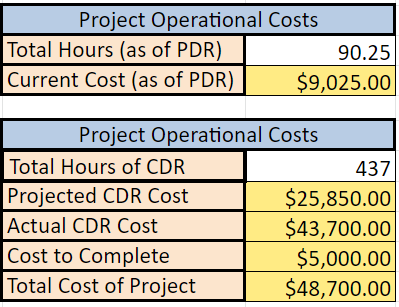 Project Operational Costs
Total Hours (as of PDR) 90.25
Current Cost (as of PDR) $9,025.00
Project Operational Costs
Total Hours of CDR 437
Projected CDR Cost $25,850.00
Actual CDR Cost $43,700.00
Cost to Complete $5,000.00
Total Cost of Project $48,700.00